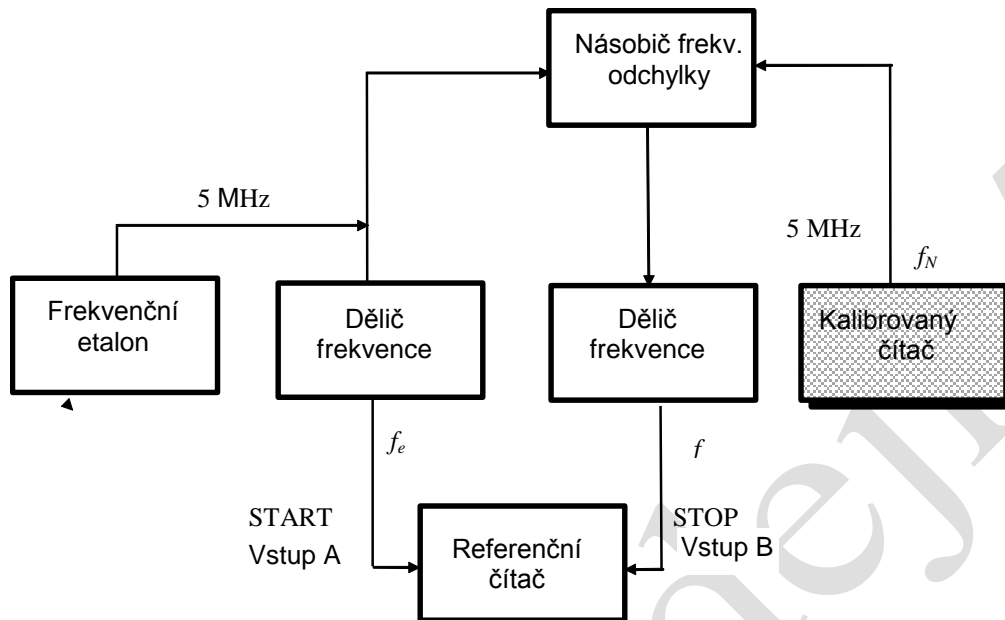 Násobič frekv.
odchylky
5 MHz
5 MHz
f_N
Frekvenční
etalon
Dělič
frekvence
Dělič
frekvence
Kalibrovaný
čítač
f_e
f
START
Vstup A
Referenční
čítač
STOP
Vstup B